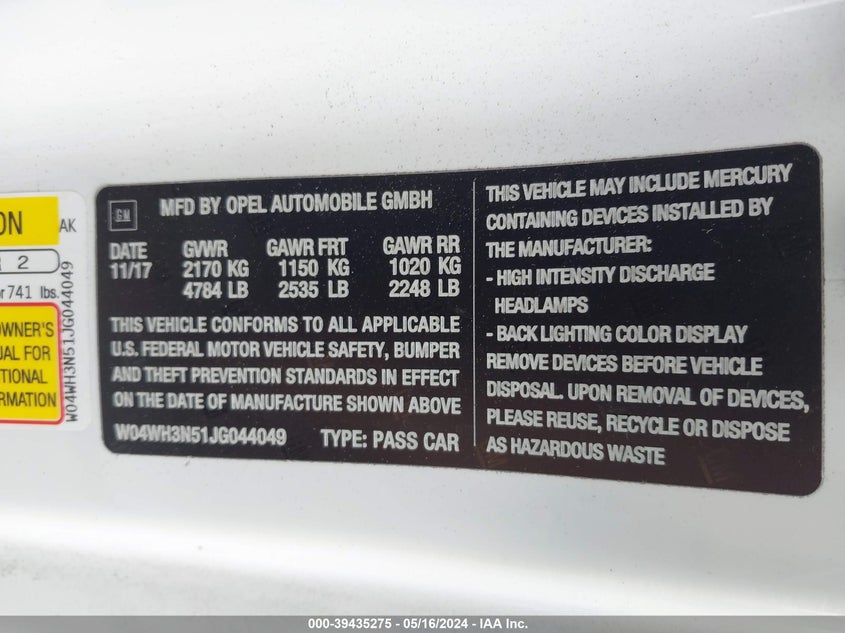 ON
AK
R 2
r 741 lbs.
OWNER'S
UAL FOR
TIONAL
ORMATION
W04WH3N51JG044049
GM
MFD BY OPEL AUTOMOBILE GMBH
DATE GVWR GAWR FRT GAWR RR
11/17 2170 KG 1150 KG 1020 KG
4784 LB 2535 LB 2248 LB
THIS VEHICLE CONFORMS TO ALL APPLICABLE
U.S. FEDERAL MOTOR VEHICLE SAFETY, BUMPER
AND THEFT PREVENTION STANDARDS IN EFFECT
ON THE DATE OF MANUFACTURE SHOWN ABOVE
W04WH3N51JG044049 TYPE: PASS CAR
THIS VEHICLE MAY INCLUDE MERCURY
CONTAINING DEVICES INSTALLED BY
THE MANUFACTURER:
- HIGH INTENSITY DISCHARGE
HEADLAMPS
- BACK LIGHTING COLOR DISPLAY
REMOVE DEVICES BEFORE VEHICLE
DISPOSAL. UPON REMOVAL OF DEVICES,
PLEASE REUSE, RECYCLE OR DISPOSE
AS HAZARDOUS WASTE
000-39435275 - 05/16/2024 - IAA Inc.